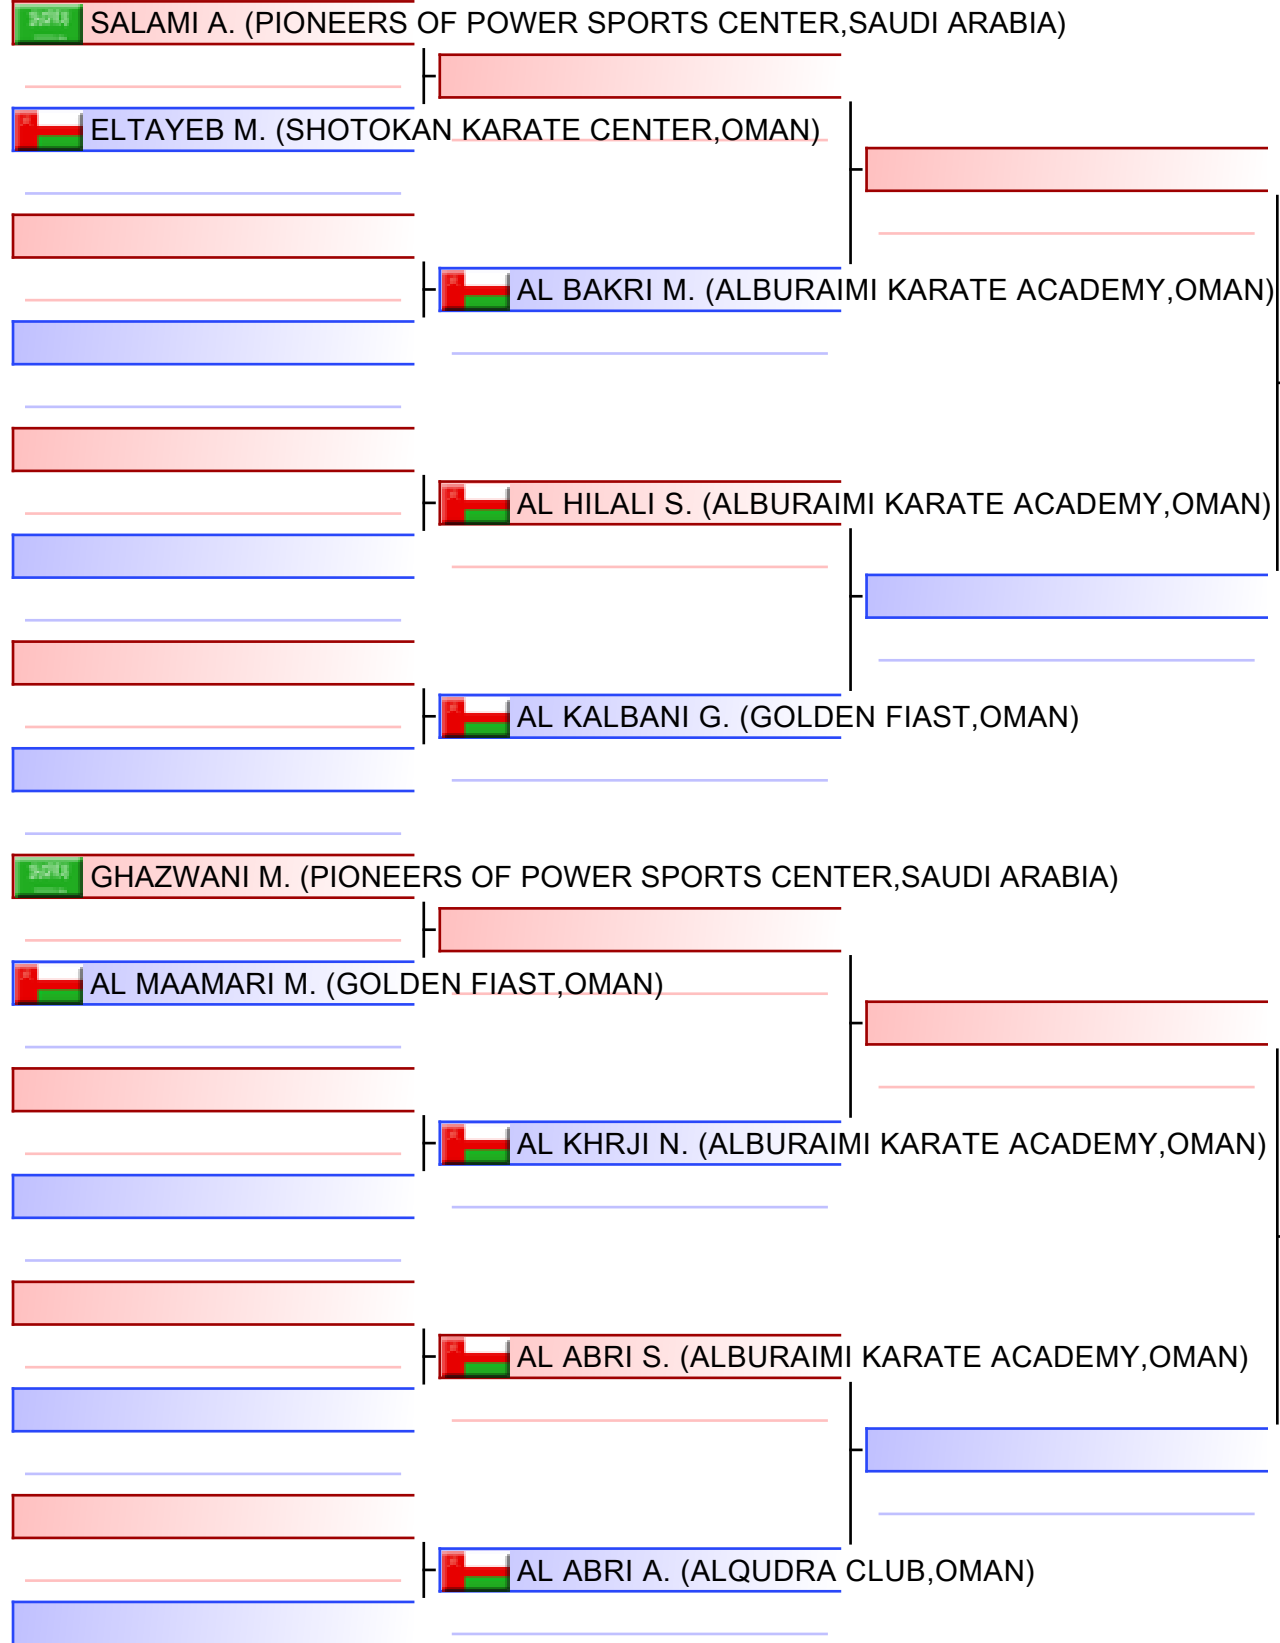 SALAMI A. (PIONEERS OF POWER SPORTS CENTER,SAUDI ARABIA)
ELTAYEB M. (SHOTOKAN KARATE CENTER,OMAN)
AL BAKRI M. (ALBURAIMI KARATE ACADEMY,OMAN)
AL HILALI S. (ALBURAIMI KARATE ACADEMY,OMAN)
AL KALBANI G. (GOLDEN FIAST,OMAN)
GHAZWANI M. (PIONEERS OF POWER SPORTS CENTER,SAUDI ARABIA)
AL MAAMARI M. (GOLDEN FIAST,OMAN)
AL KHRJI N. (ALBURAIMI KARATE ACADEMY,OMAN)
AL ABRI S. (ALBURAIMI KARATE ACADEMY,OMAN)
AL ABRI A. (ALQUDRA CLUB,OMAN)